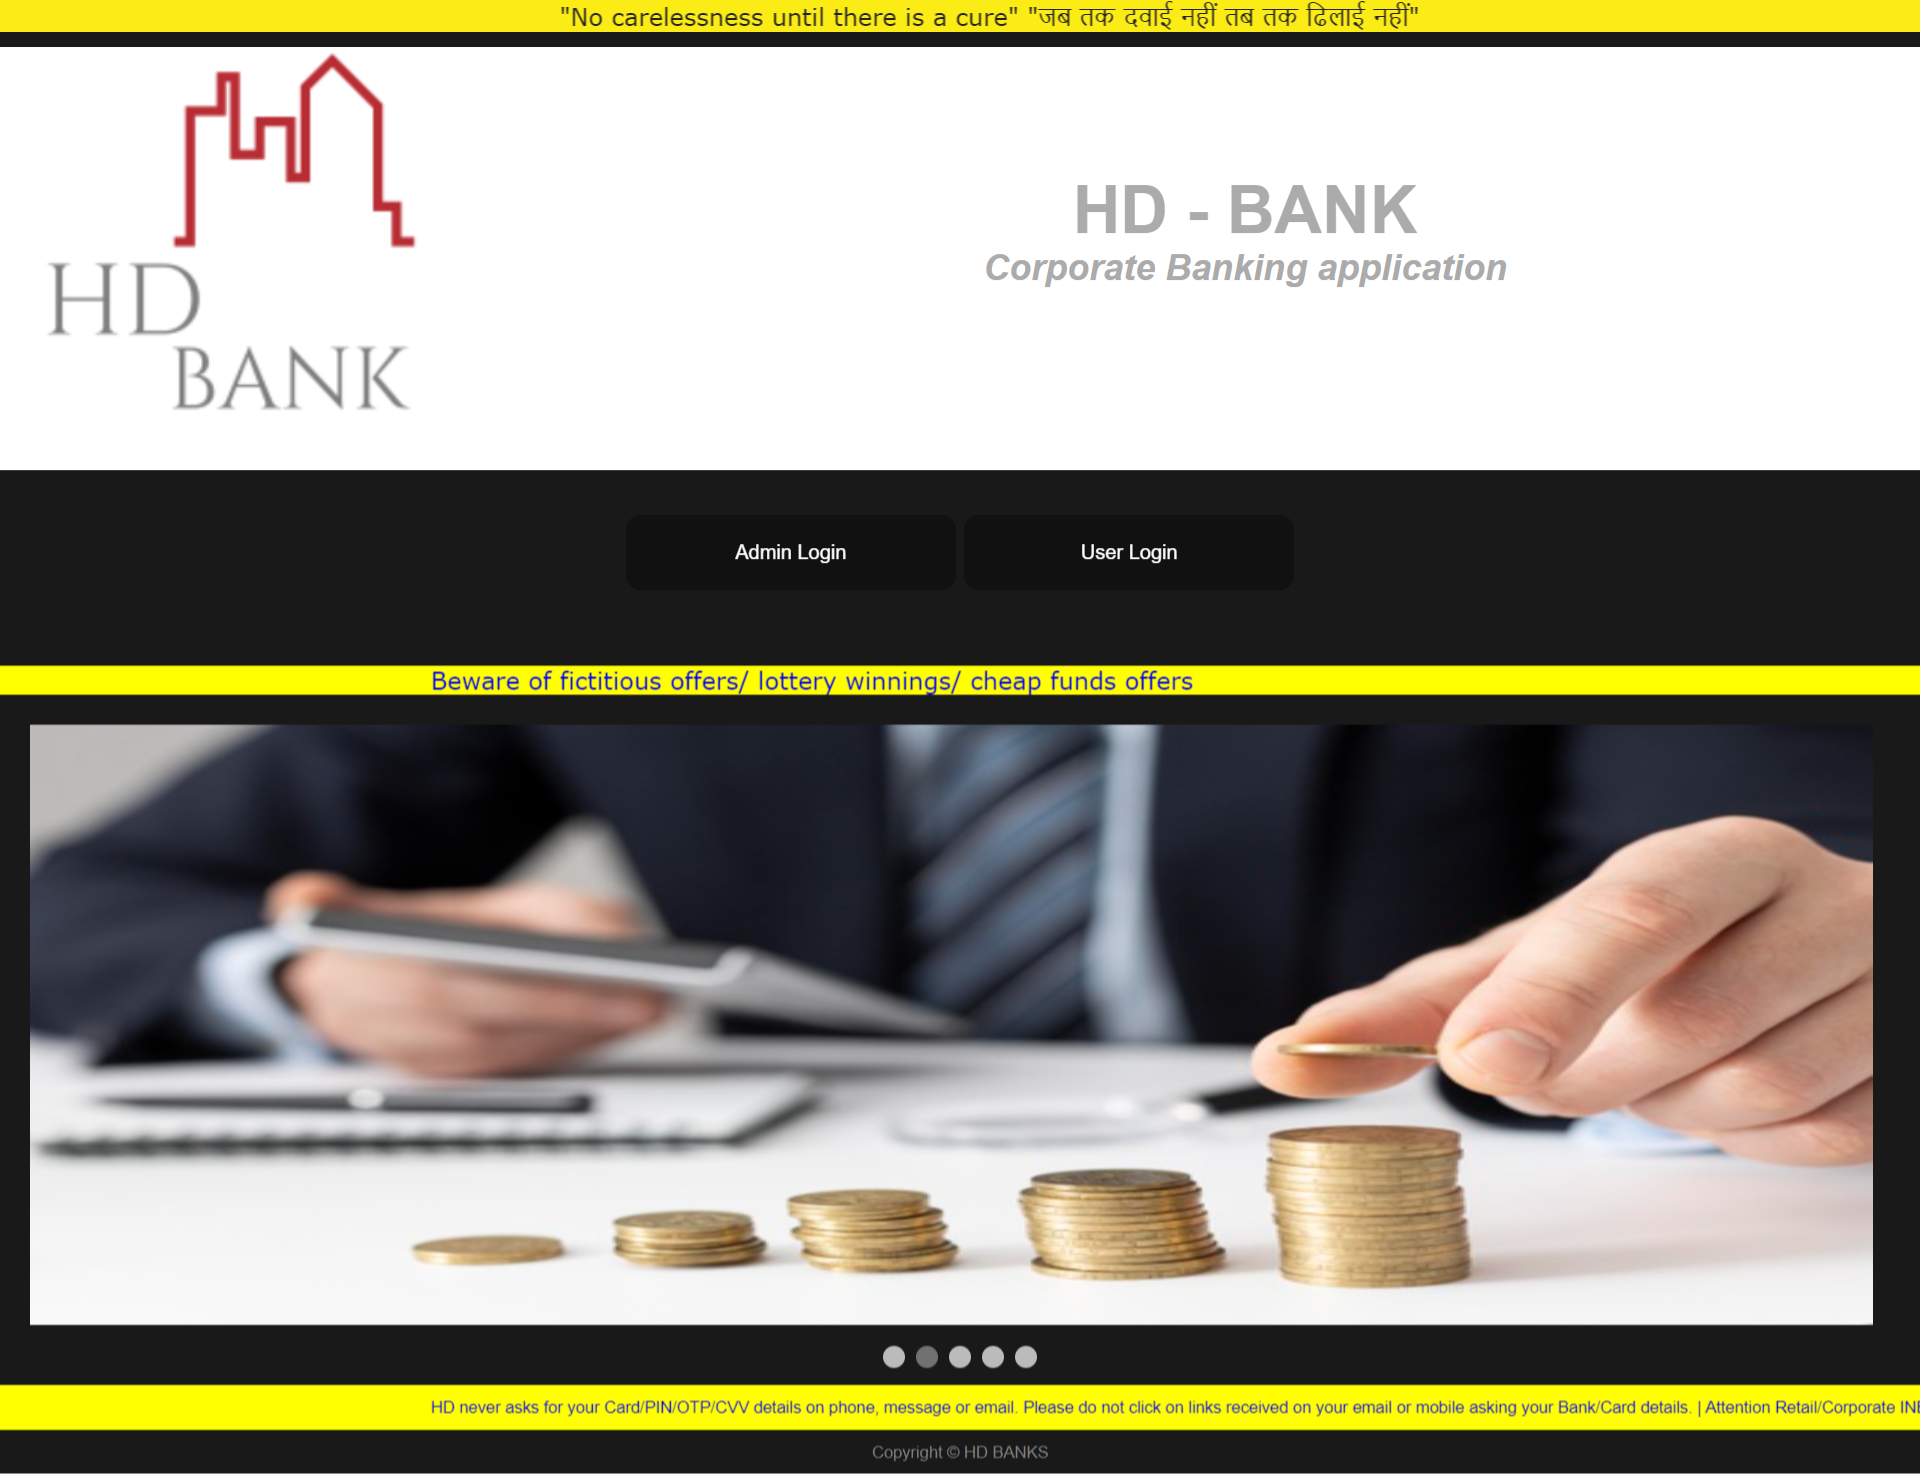 "No carelessness until there is a cure" "जब तक दवाई नहीं तब तक ढिलाई नहीं"
HD
BANK
HD - BANK
Corporate Banking application
Admin Login
User Login
Beware of fictitious offers/ lottery winnings/ cheap funds offers
HD never asks for your Card/PIN/OTP/CVV details on phone, message or email. Please do not click on links received on your email or mobile asking your Bank/Card details. | Attention Retail/Corporate
Copyright © HD BANKS